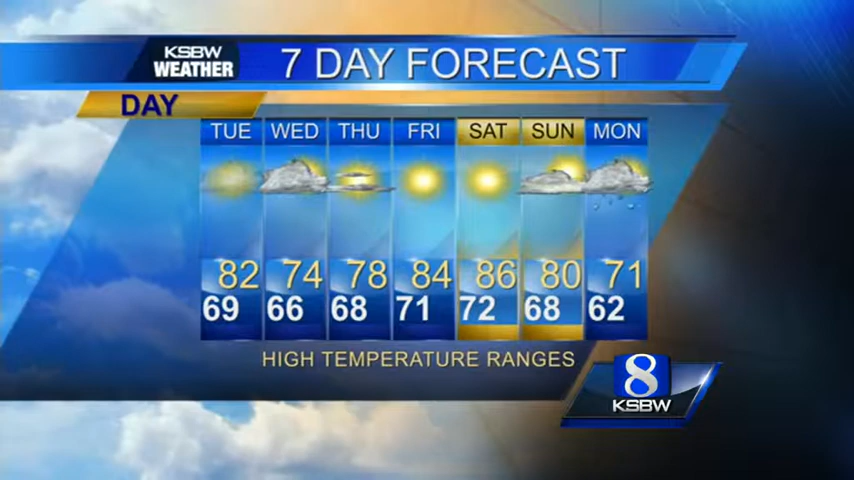 KSBW
WEATHER
7 DAY FORECAST
DAY
TUE WED THU FRI SAT SUN MON
82 74 78 84 86 80 71
69 66 68 71 72 68 62
HIGH TEMPERATURE RANGES
8
KSBW